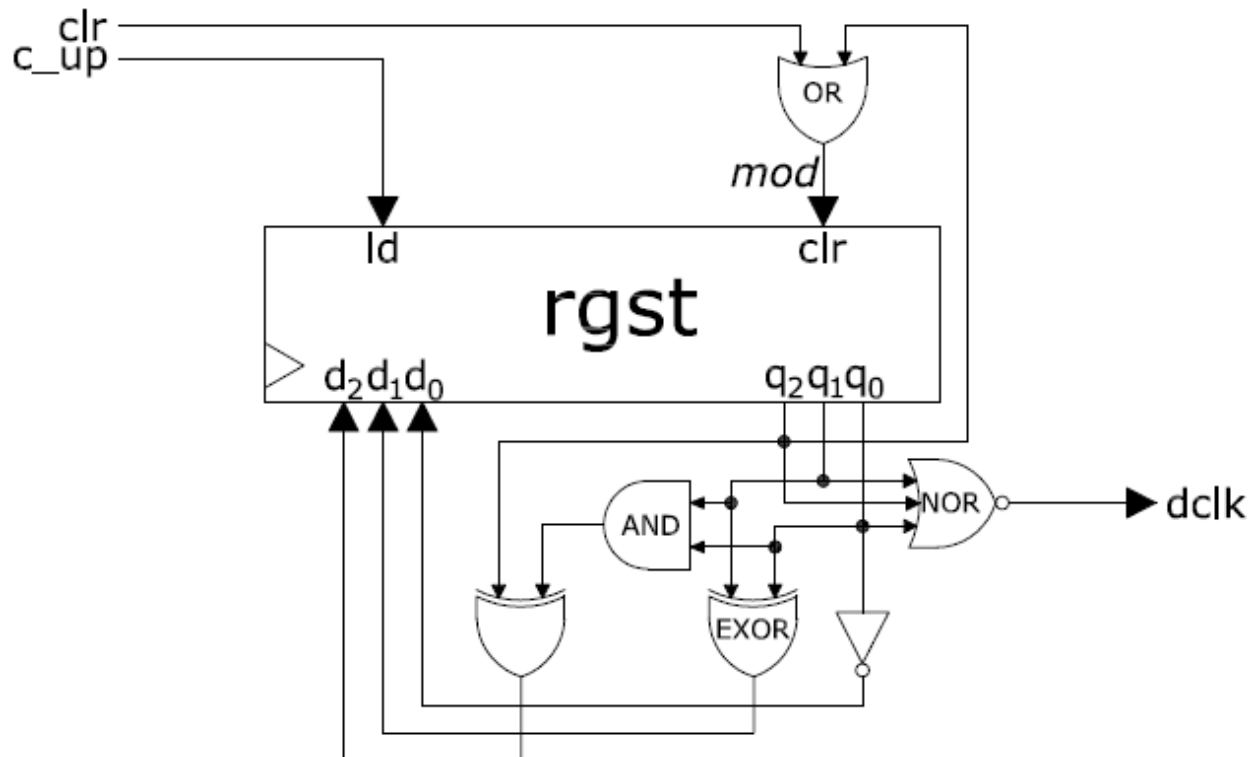 clr
c_up
OR
mod
ld clr
rgst
d₂d₁d₀ q₂q₁q₀
NOR dclk
AND
EXOR